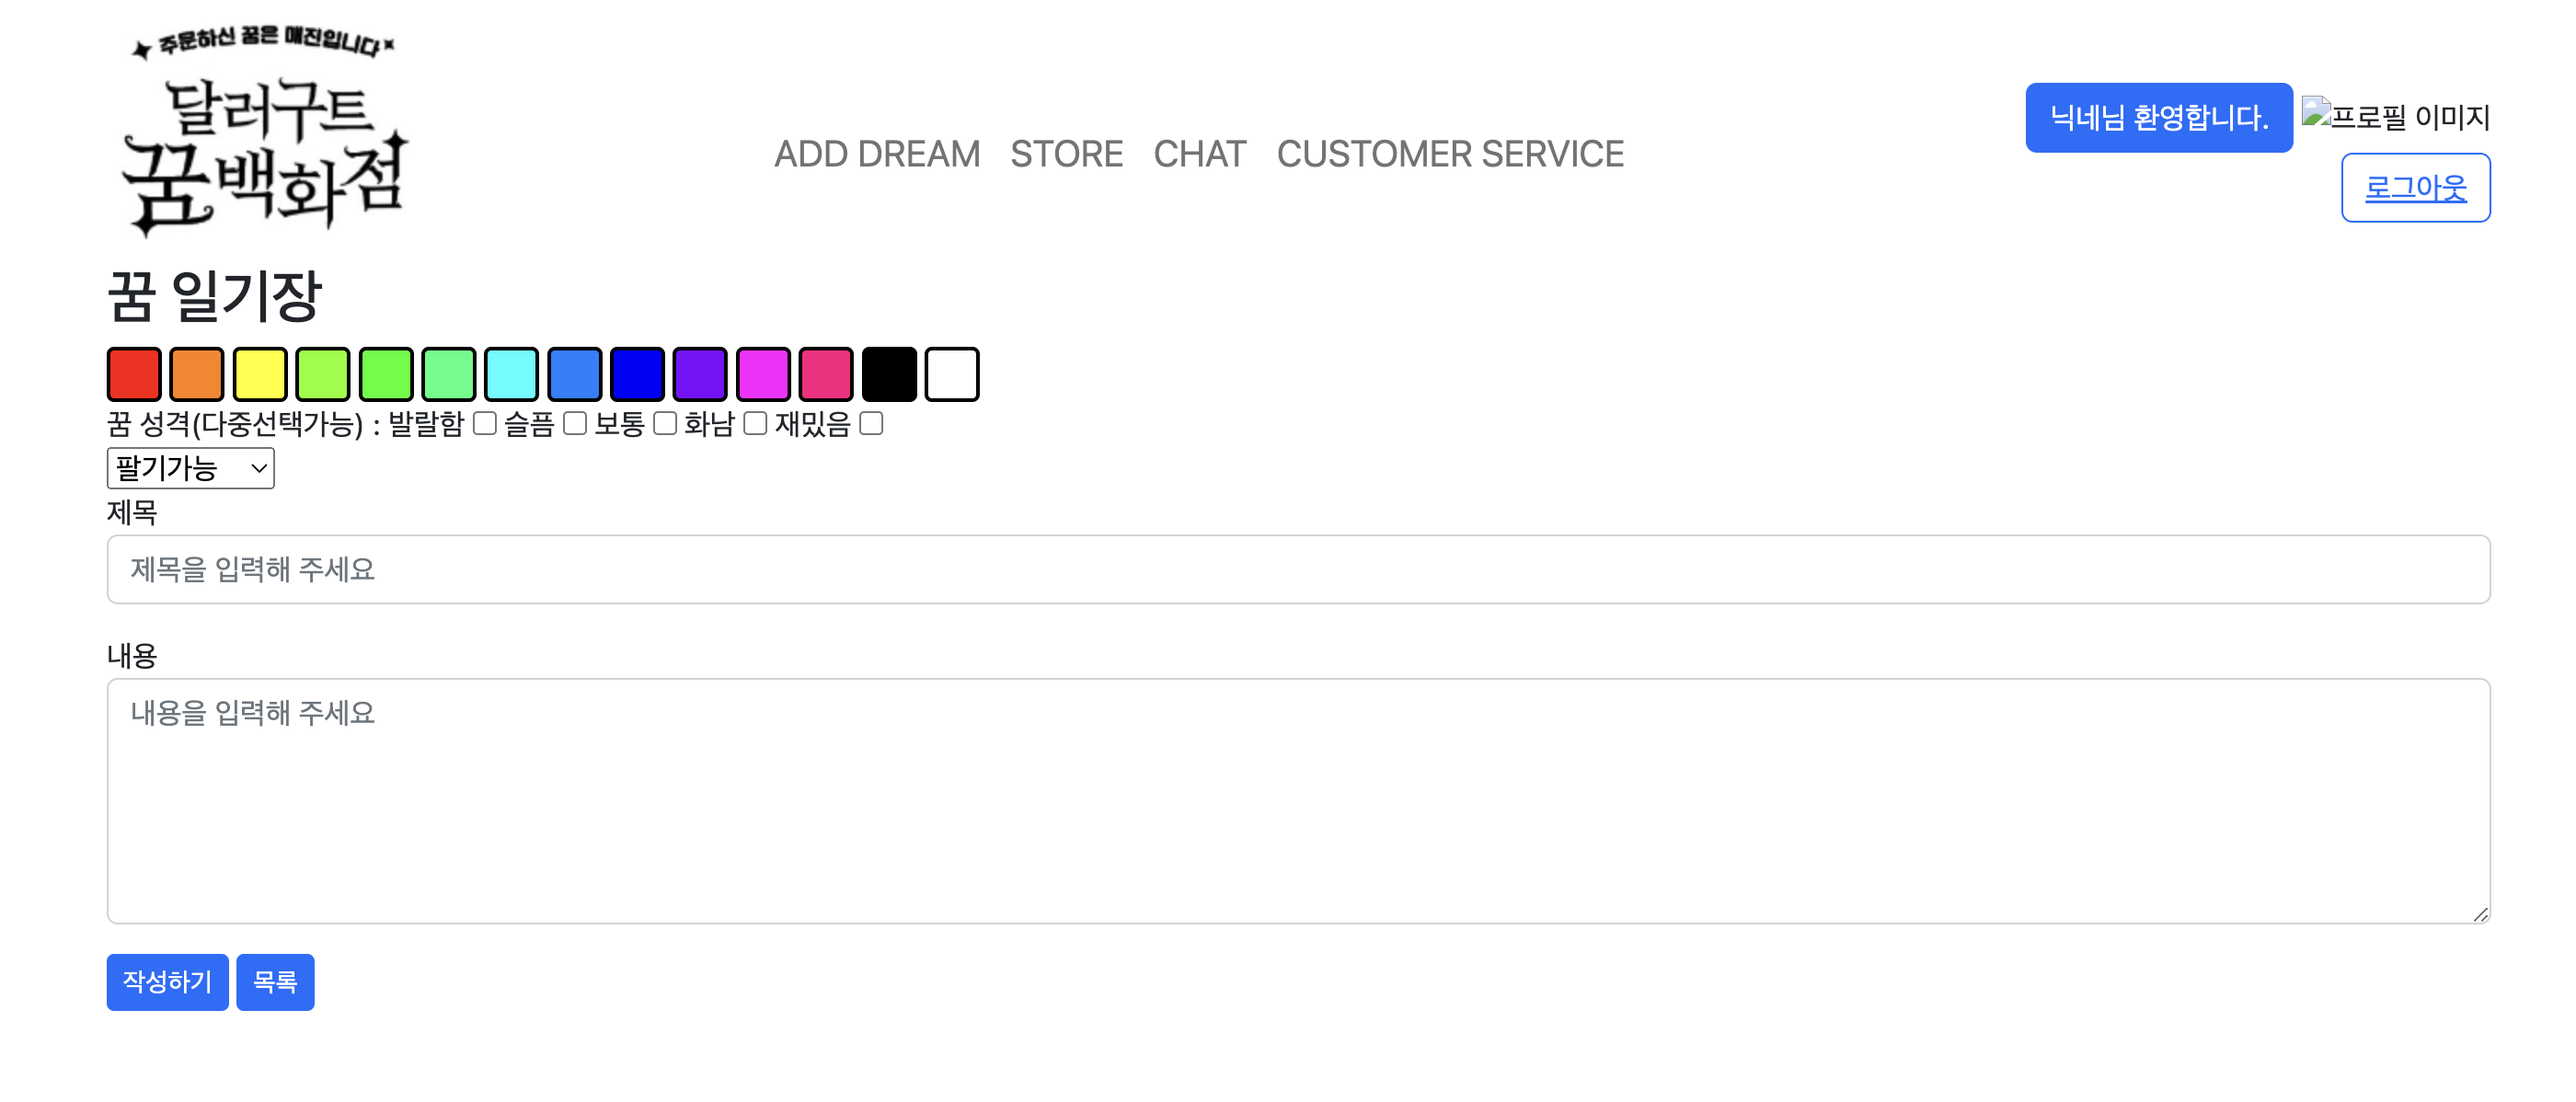 주문하신 꿈은 매진입니다
달러구트
꿈백화점
ADD DREAM STORE CHAT CUSTOMER SERVICE
닉네님 환영합니다. 프로필 이미지
로그아웃
꿈 일기장
꿈 성격(다중선택가능) : 발랄함 슬픔 보통 화남 재밌음
팔기가능
제목
제목을 입력해 주세요
내용
내용을 입력해 주세요
작성하기 목록